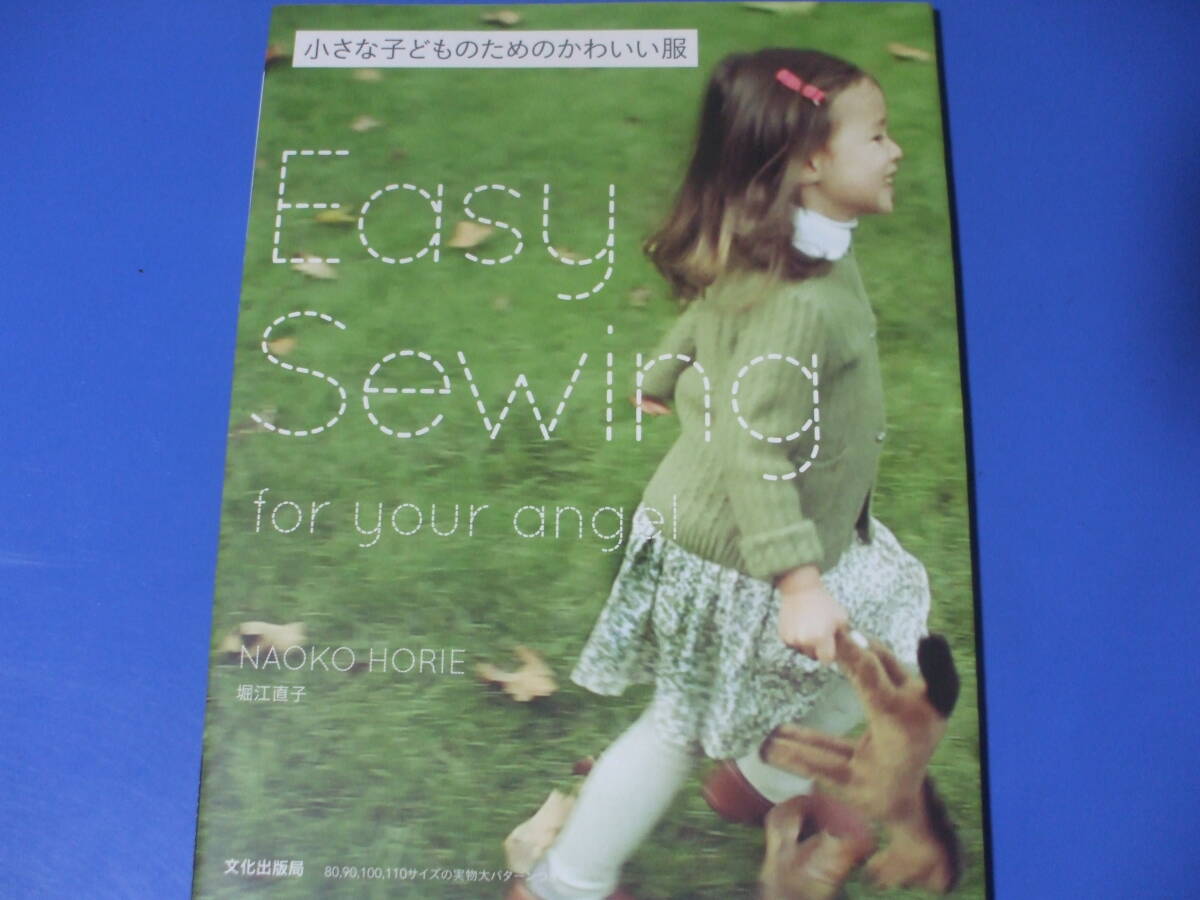 小さな子どものためのかわいい服
Easy
Sewing
for your angel
NAOKO HORIE
堀江直子
文化出版局 80,90,100,110サイズの実物大パターンつき